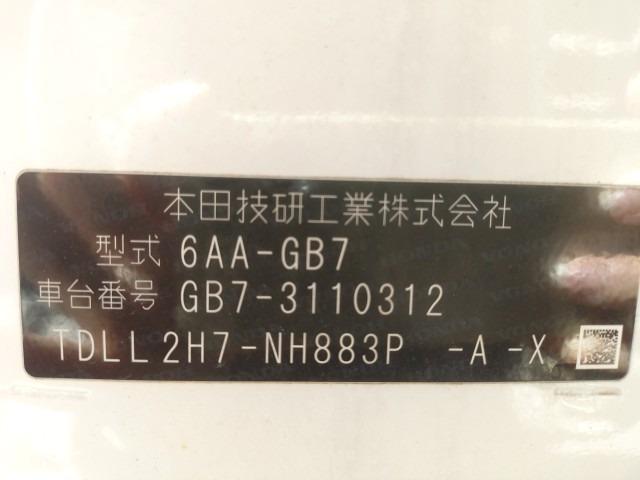 本田技研工業株式会社
型式 6AA-GB7
車台番号 GB7-3110312
TDLL2H7-NH883P -A -X